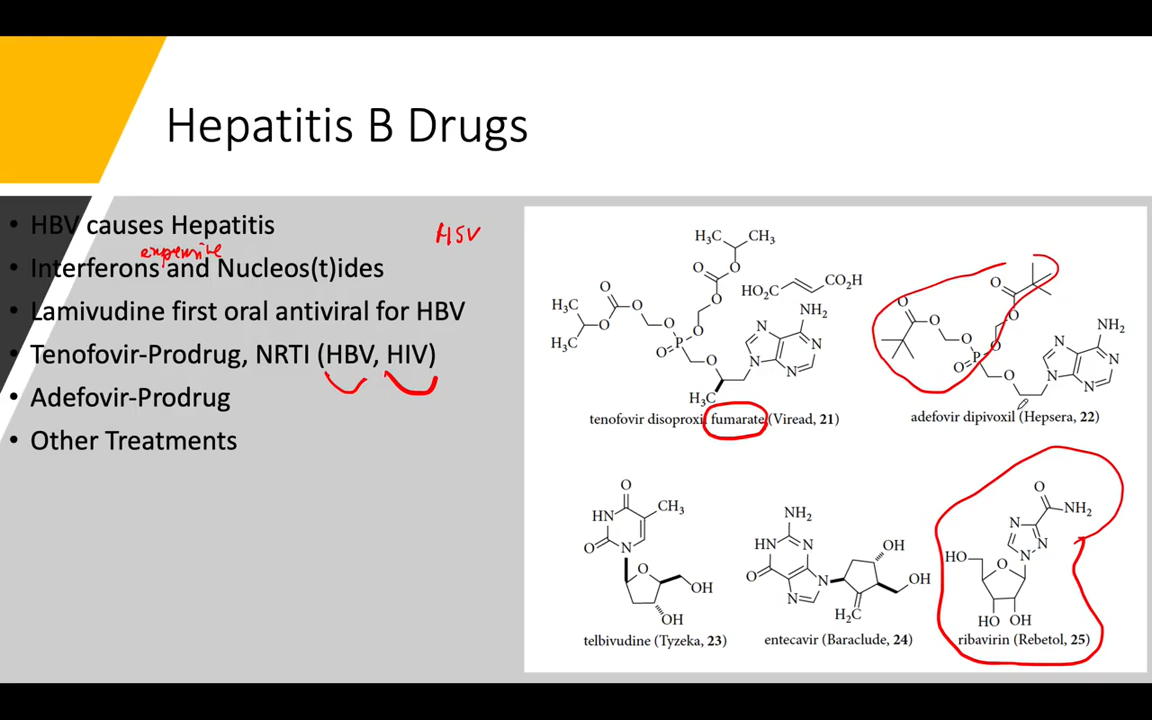 Hepatitis B Drugs
• HBV causes Hepatitis
HSV
expensive
• Interferons and Nucleos(t)ides
• Lamivudine first oral antiviral for HBV
• Tenofovir-Prodrug, NRTI (HBV, HIV)
• Adefovir-Prodrug
• Other Treatments
H₃C CH₃
O
O O
HO₂C CO₂H
H₃C O O O
O
H₃C
P O
O
O
H₃C
NH₂
N N
N N
tenofovir disoproxil fumarate (Viread, 21)
O
O O
O O
O P
O
NH₂
N N
N N
adefovir dipivoxil (Hepsera, 22)
O
HN CH₃
O N
O OH
OH
telbivudine (Tyzeka, 23)
NH₂
HN N
O N
N
OH
OH
H₂C
entecavir (Baraclude, 24)
O
NH₂
N
N
N
HO O
HO OH
ribavirin (Rebetol, 25)